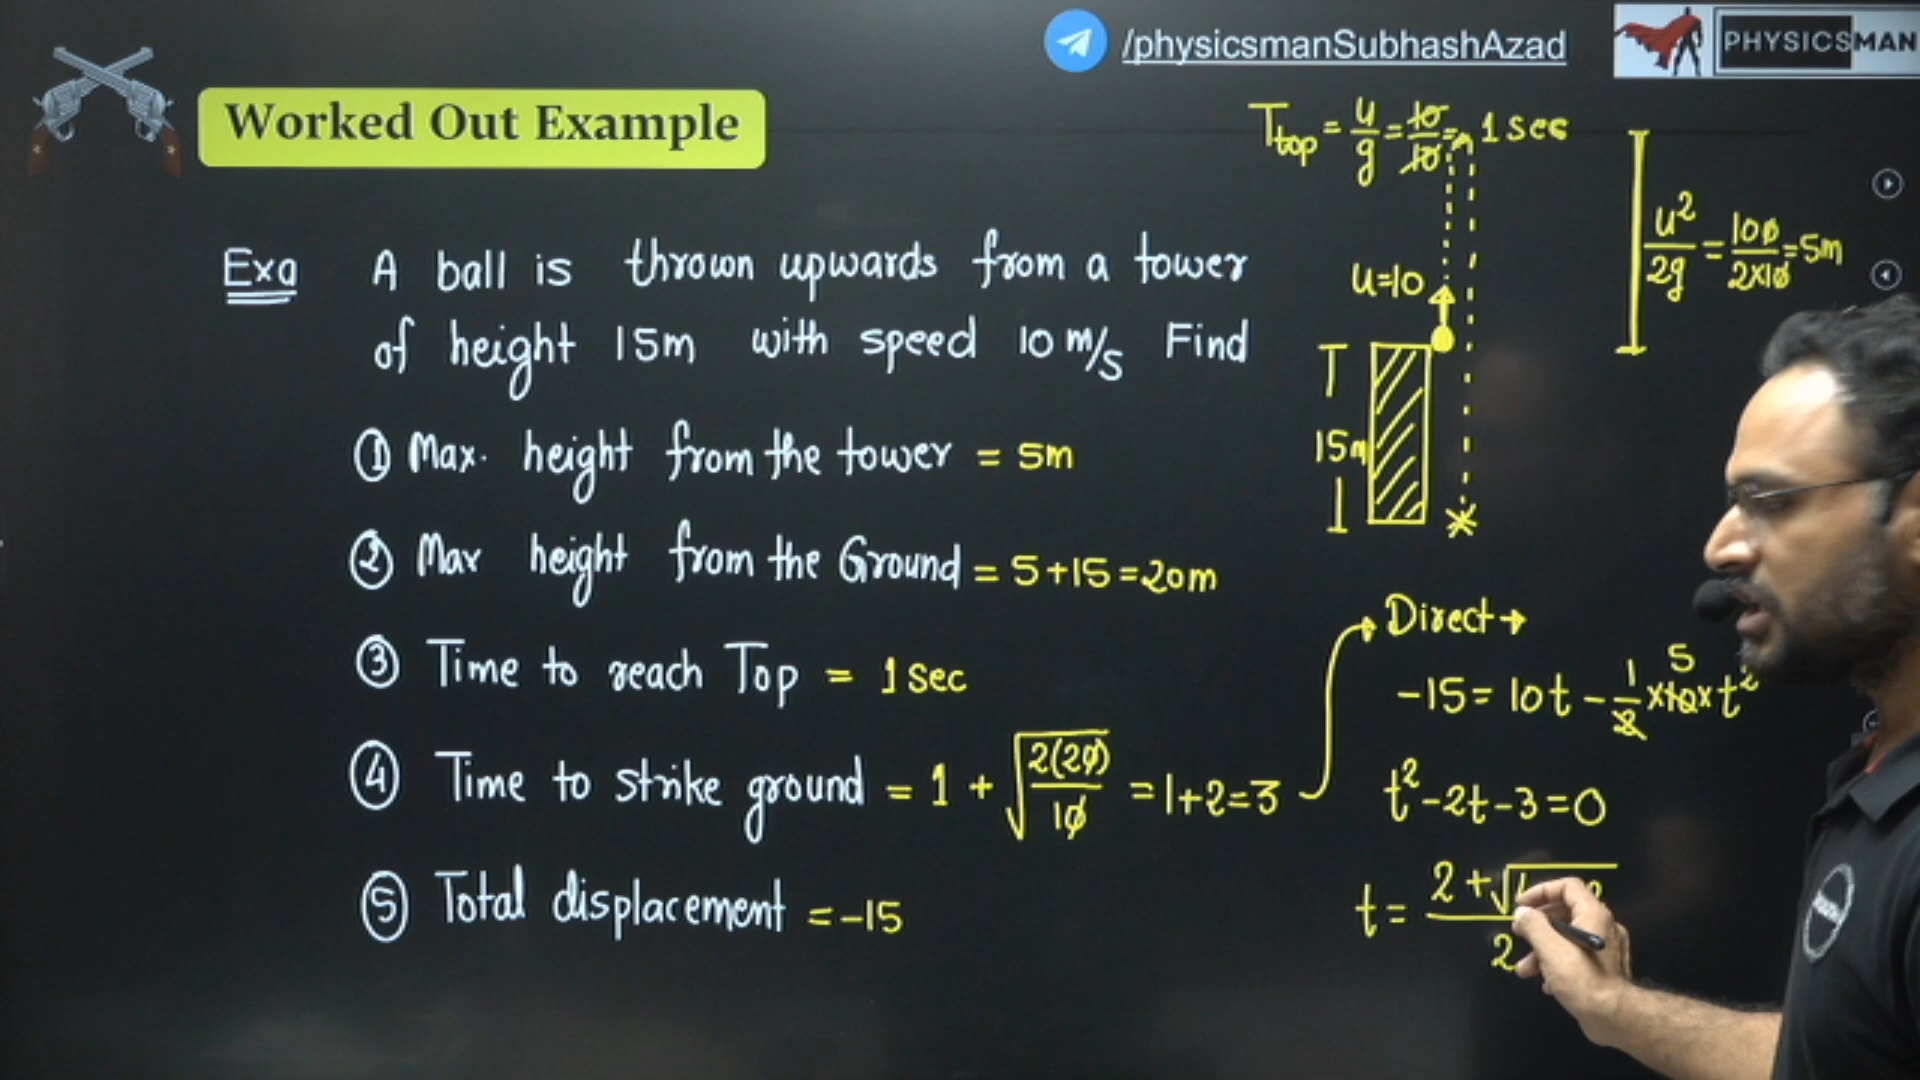 /physicsmanSubhashAzad
PHYSICSMAN
Worked Out Example
Exa A ball is thrown upwards from a tower
of height 15m with speed 10 m/s Find
① Max. height from the tower = 5m
② Max height from the Ground = 5+15=20m
③ Time to reach Top = 1 sec
④ Time to strike ground = 1 + √(2(20)/10) = 1+2=3
⑤ Total displacement = -15
T_top = u/g = 10/10 = 1 sec
u²/2g = 100/2×10 = 5m
u=10
15m
Direct →
-15 = 10t - 1/2 ×10× t²
5
t²-2t-3=0
t= 2+√
2